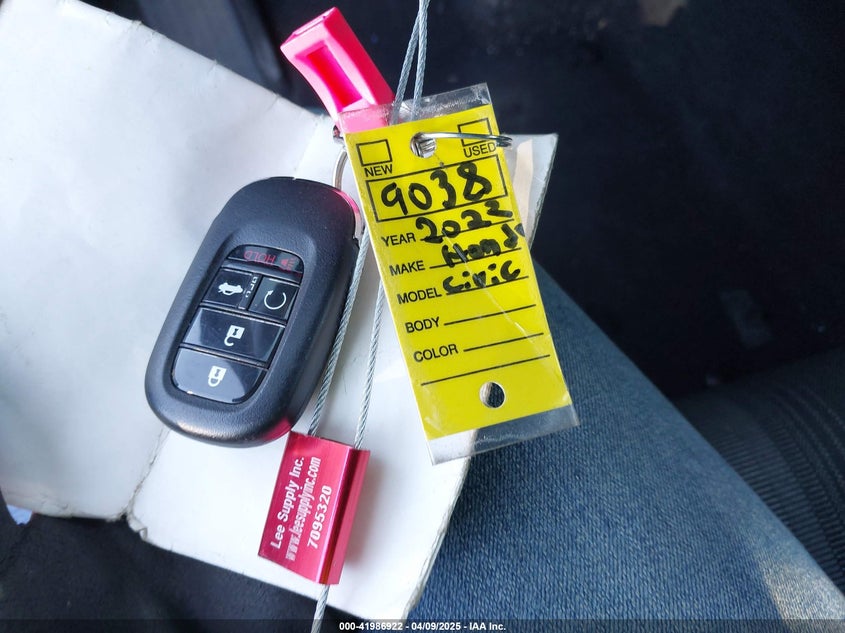 NEW
USED
9038
YEAR 2022
MAKE Honda
MODEL Civic
BODY
COLOR
HOLD
Lee Supply Inc.
www.leesupplyinc.com
7095320
000-41986922 | 04/09/2025 - IAA Inc.